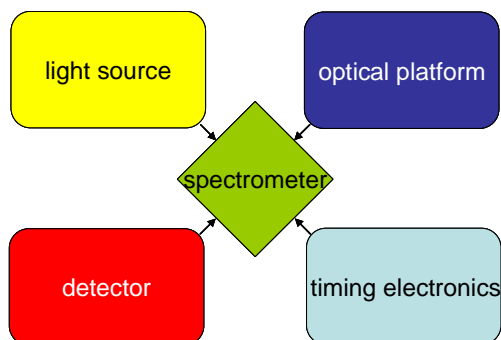 light source
optical platform
spectrometer
detector
timing electronics